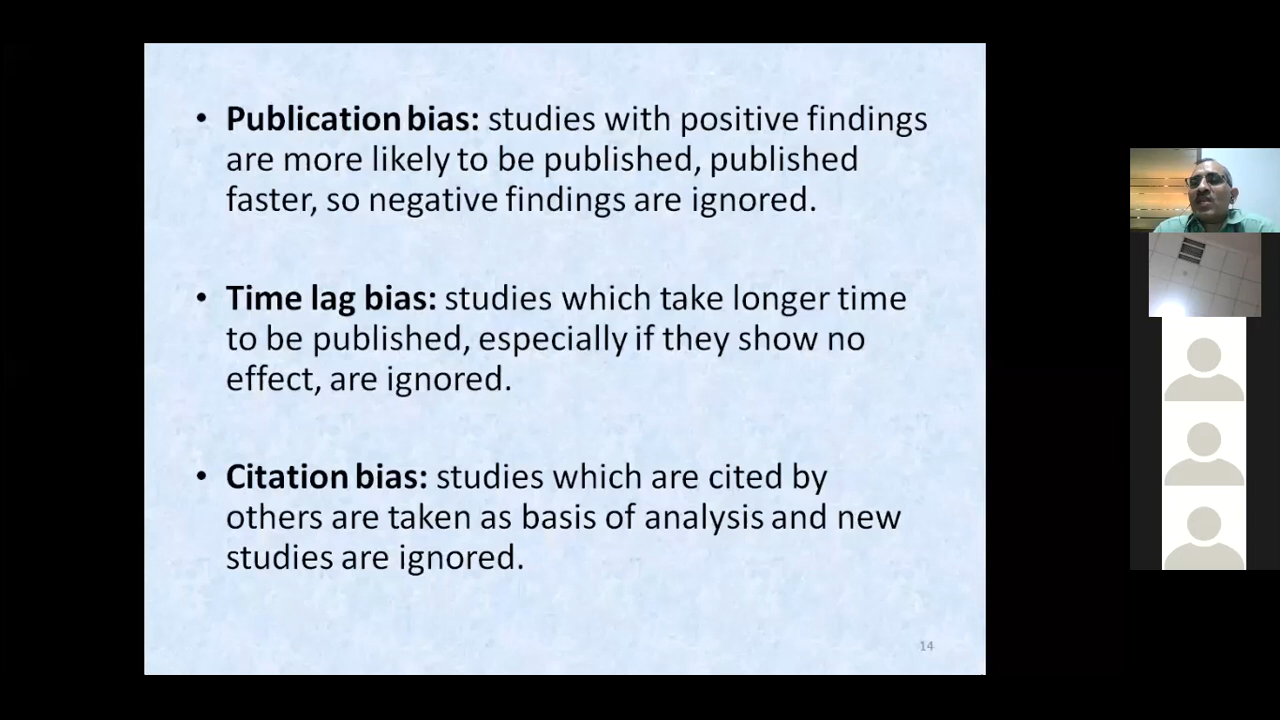 • Publication bias: studies with positive findings
are more likely to be published, published
faster, so negative findings are ignored.
• Time lag bias: studies which take longer time
to be published, especially if they show no
effect, are ignored.
• Citation bias: studies which are cited by
others are taken as basis of analysis and new
studies are ignored.
14